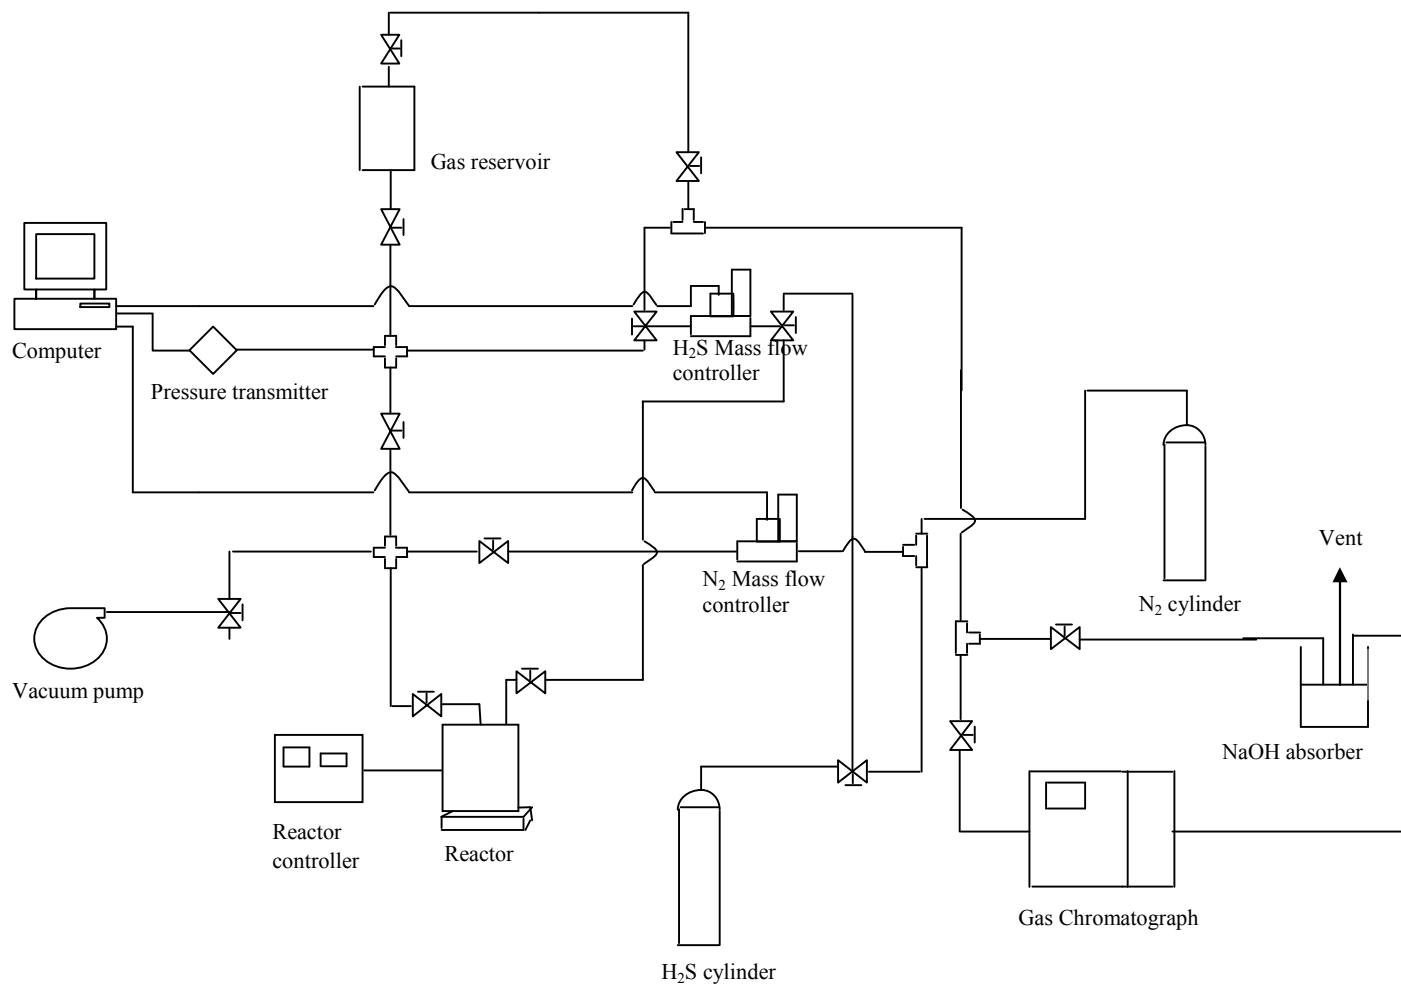 Gas reservoir
Computer
H₂S Mass flow
controller
Pressure transmitter
Vent
N₂ Mass flow
controller
N₂ cylinder
Vacuum pump
NaOH absorber
Reactor
controller
Reactor
Gas Chromatograph
H₂S cylinder